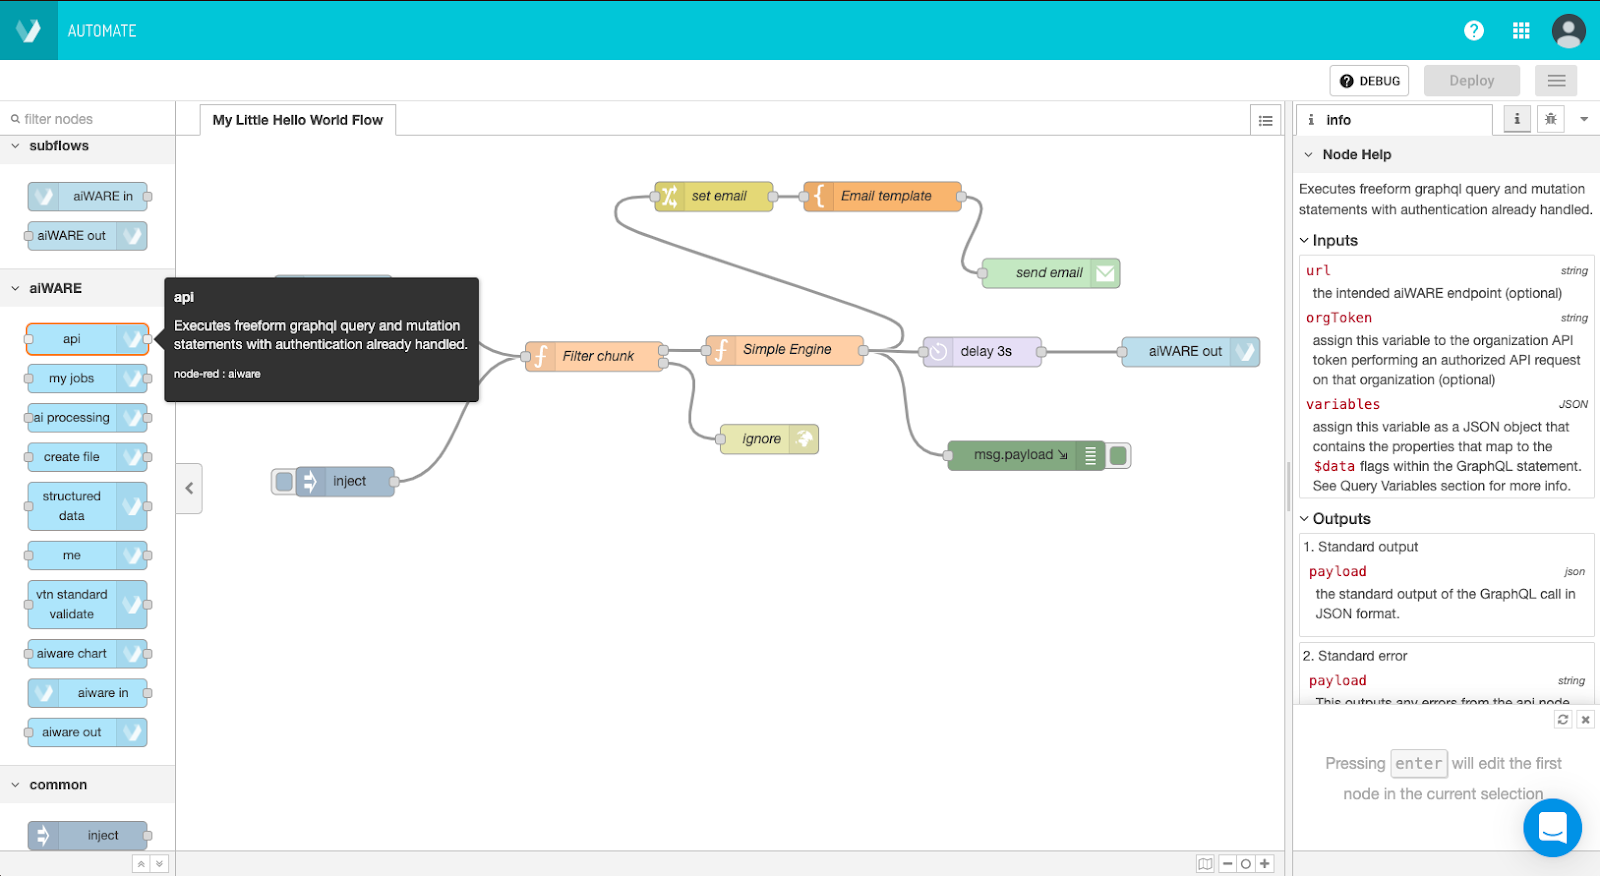 AUTOMATE
DEBUG
Deploy
filter nodes
subflows
aiWARE in
aiWARE out
aiWARE
api
my jobs
ai processing
create file
structured
data
me
vtn standard
validate
aiware chart
aiware in
aiware out
common
inject
My Little Hello World Flow
set email
Email template
send email
api
Executes freeform graphql query and mutation
statements with authentication already handled.
node-red : aiware
Filter chunk
Simple Engine
delay 3s
aiWARE out
ignore
msg.payload
inject
info
Node Help
Executes freeform graphql query and mutation
statements with authentication already handled.
Inputs
url string
the intended aiWARE endpoint (optional)
orgToken string
assign this variable to the organization API
token performing an authorized API request
on that organization (optional)
variables JSON
assign this variable as a JSON object that
contains the properties that map to the
$data flags within the GraphQL statement.
See Query Variables section for more info.
Outputs
1. Standard output
payload json
the standard output of the GraphQL call in
JSON format.
2. Standard error
payload string
This outputs any errors from the api node
Pressing enter will edit the first
node in the current selection